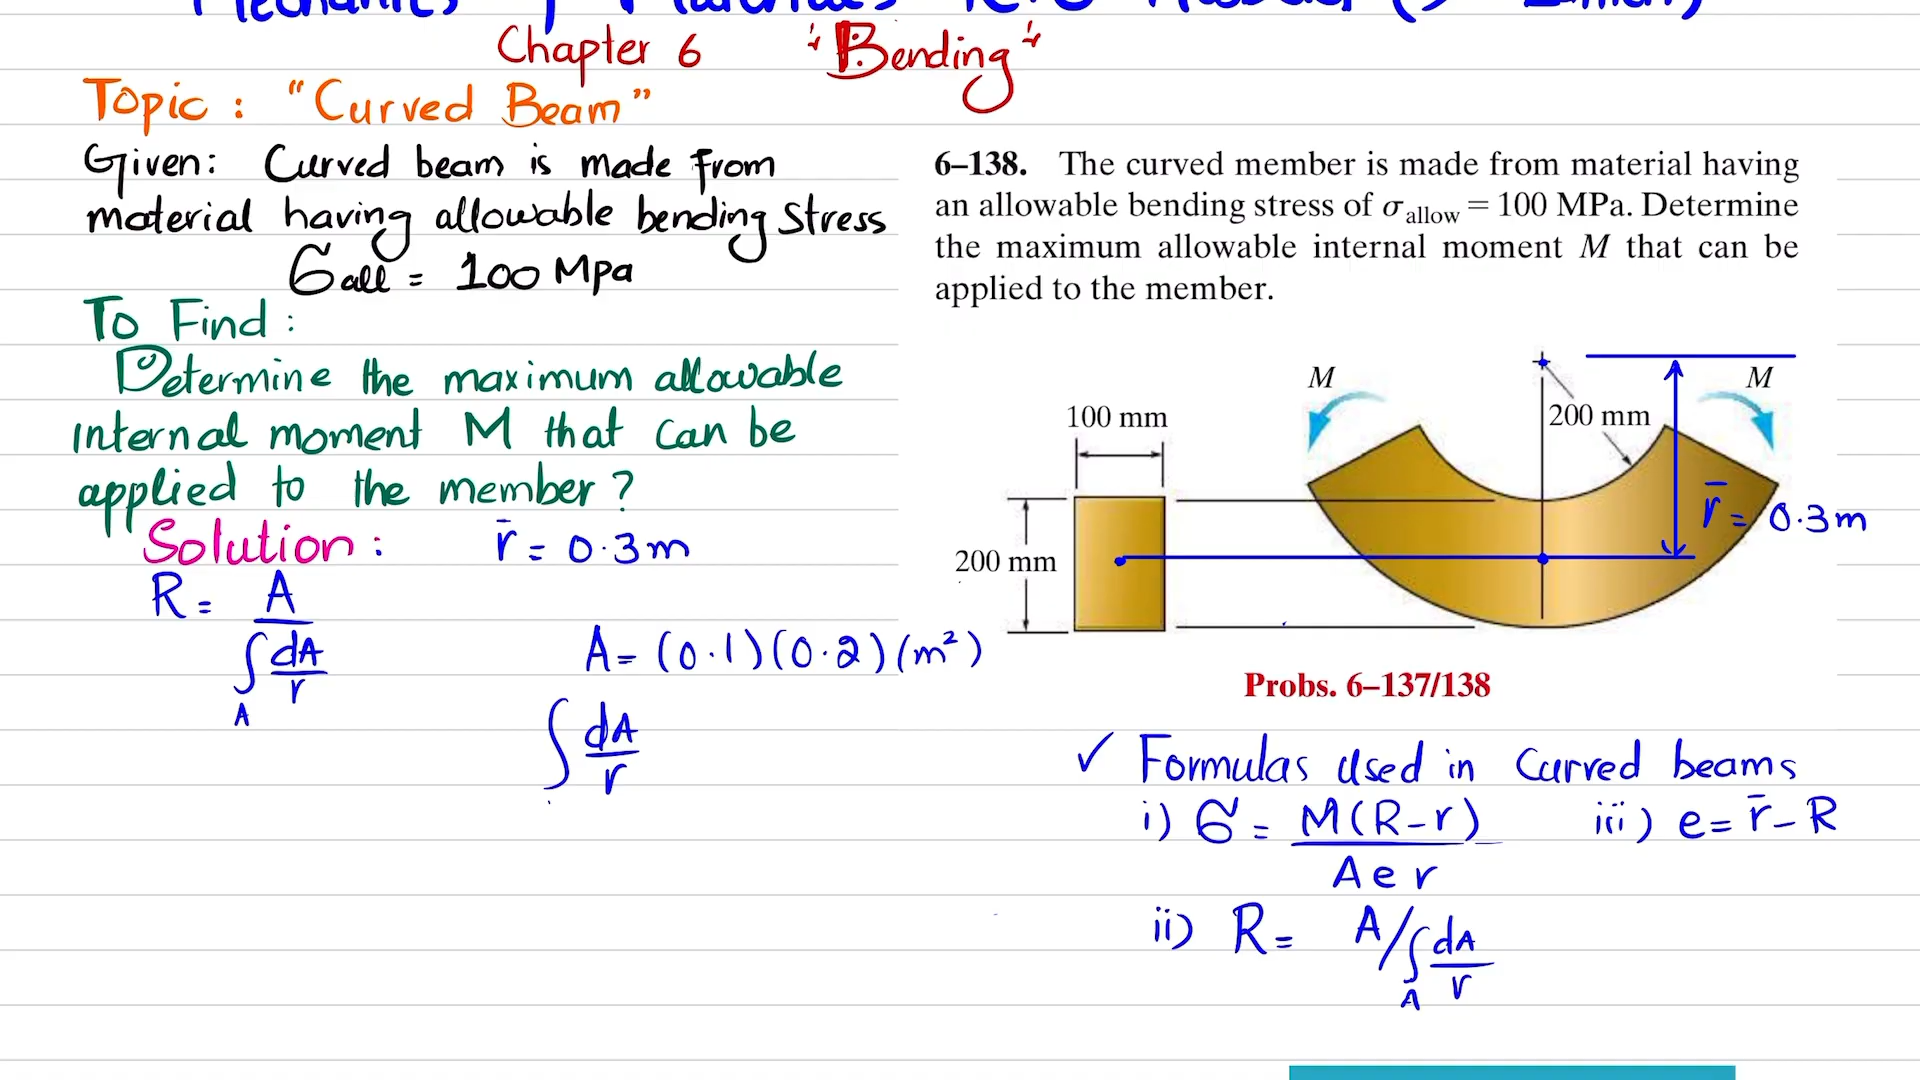 Chapter 6 "Bending"
Topic : "Curved Beam"
Given: Curved beam is made from
material having allowable bending Stress
σall = 100 Mpa
To Find :
Determine the maximum allowable
internal moment M that can be
applied to the member?
Solution : r̄ = 0.3m
R = A / ∫A dA/r
A = (0.1)(0.2)(m²)
∫ dA/r
6–138. The curved member is made from material having
an allowable bending stress of σallow = 100 MPa. Determine
the maximum allowable internal moment M that can be
applied to the member.
M
M
200 mm
100 mm
r̄ = 0.3m
200 mm
Probs. 6–137/138
✓ Formulas Used in Curved beams
i) σ = M(R-r) / A e r
iii) e = r̄ - R
ii) R = A/∫A dA/r